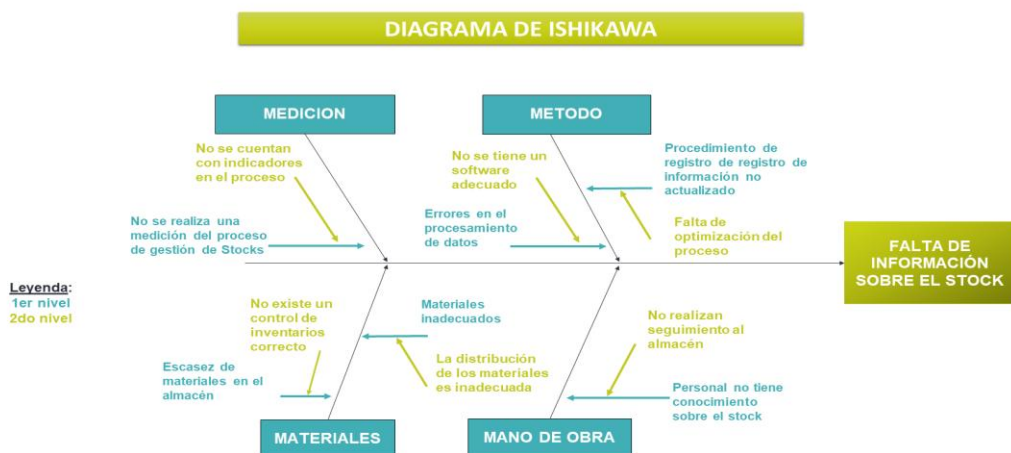 DIAGRAMA DE ISHIKAWA
MEDICION
METODO
No se cuentan
con indicadores
en el proceso
No se tiene un
software
adecuado
Procedimiento de
registro de registro de
información no
actualizado
No se realiza una
medición del proceso
de gestión de Stocks
Errores en el
procesamiento
de datos
Falta de
optimización del
proceso
FALTA DE
INFORMACIÓN
SOBRE EL STOCK
Leyenda:
1er nivel
2do nivel
No existe un
control de
inventarios
correcto
Materiales
inadecuados
No realizan
seguimiento al
almacén
Escasez de
materiales en el
almacén
La distribución
de los materiales
es inadecuada
Personal no tiene
conocimiento
sobre el stock
MATERIALES
MANO DE OBRA